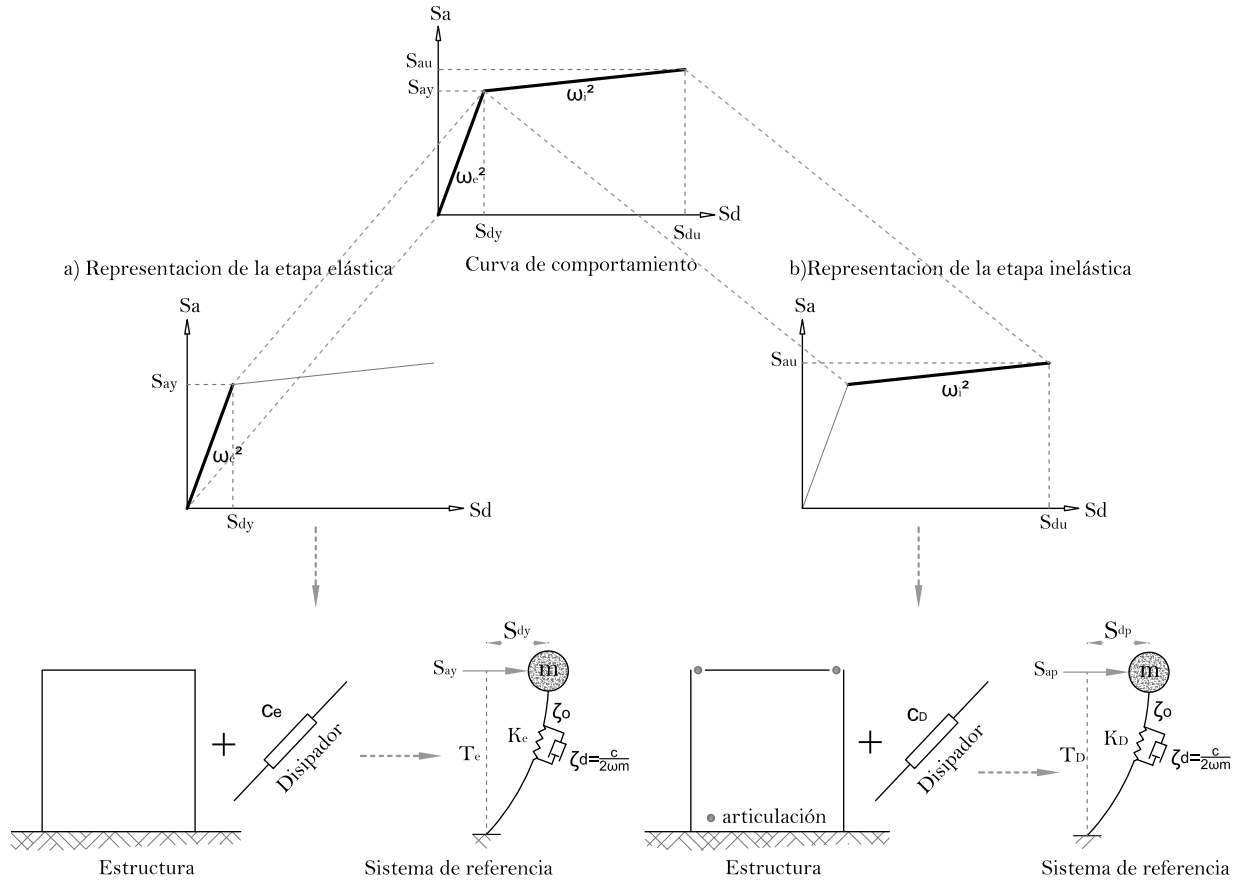 Sa
Sau
Say
ωi²
ωe²
Sd
Sdy
Sdu
Curva de comportamiento
a) Representacion de la etapa elástica
Sa
Say
ωe²
Sdy
Sd
b)Representacion de la etapa inelástica
Sa
Sau
ωi²
Sdu
Sd
+
Ce
Disipador
Estructura
Sdy
Say
m
ζo
Te
Ke
ζd=c/2ωm
Sistema de referencia
articulación
+
CD
Disipador
Estructura
Sdp
Sap
m
ζo
TD
KD
ζd=c/2ωm
Sistema de referencia